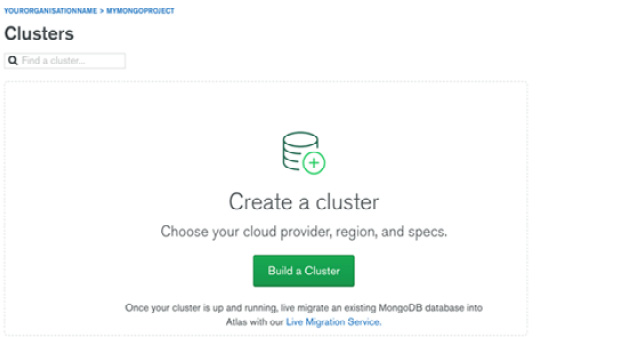 YOURORGANISATIONNAME > MYMONGOPROJECT
Clusters
Find a cluster...
Create a cluster
Choose your cloud provider, region, and specs.
Build a Cluster
Once your cluster is up and running, live migrate an existing MongoDB database into
Atlas with our Live Migration Service.